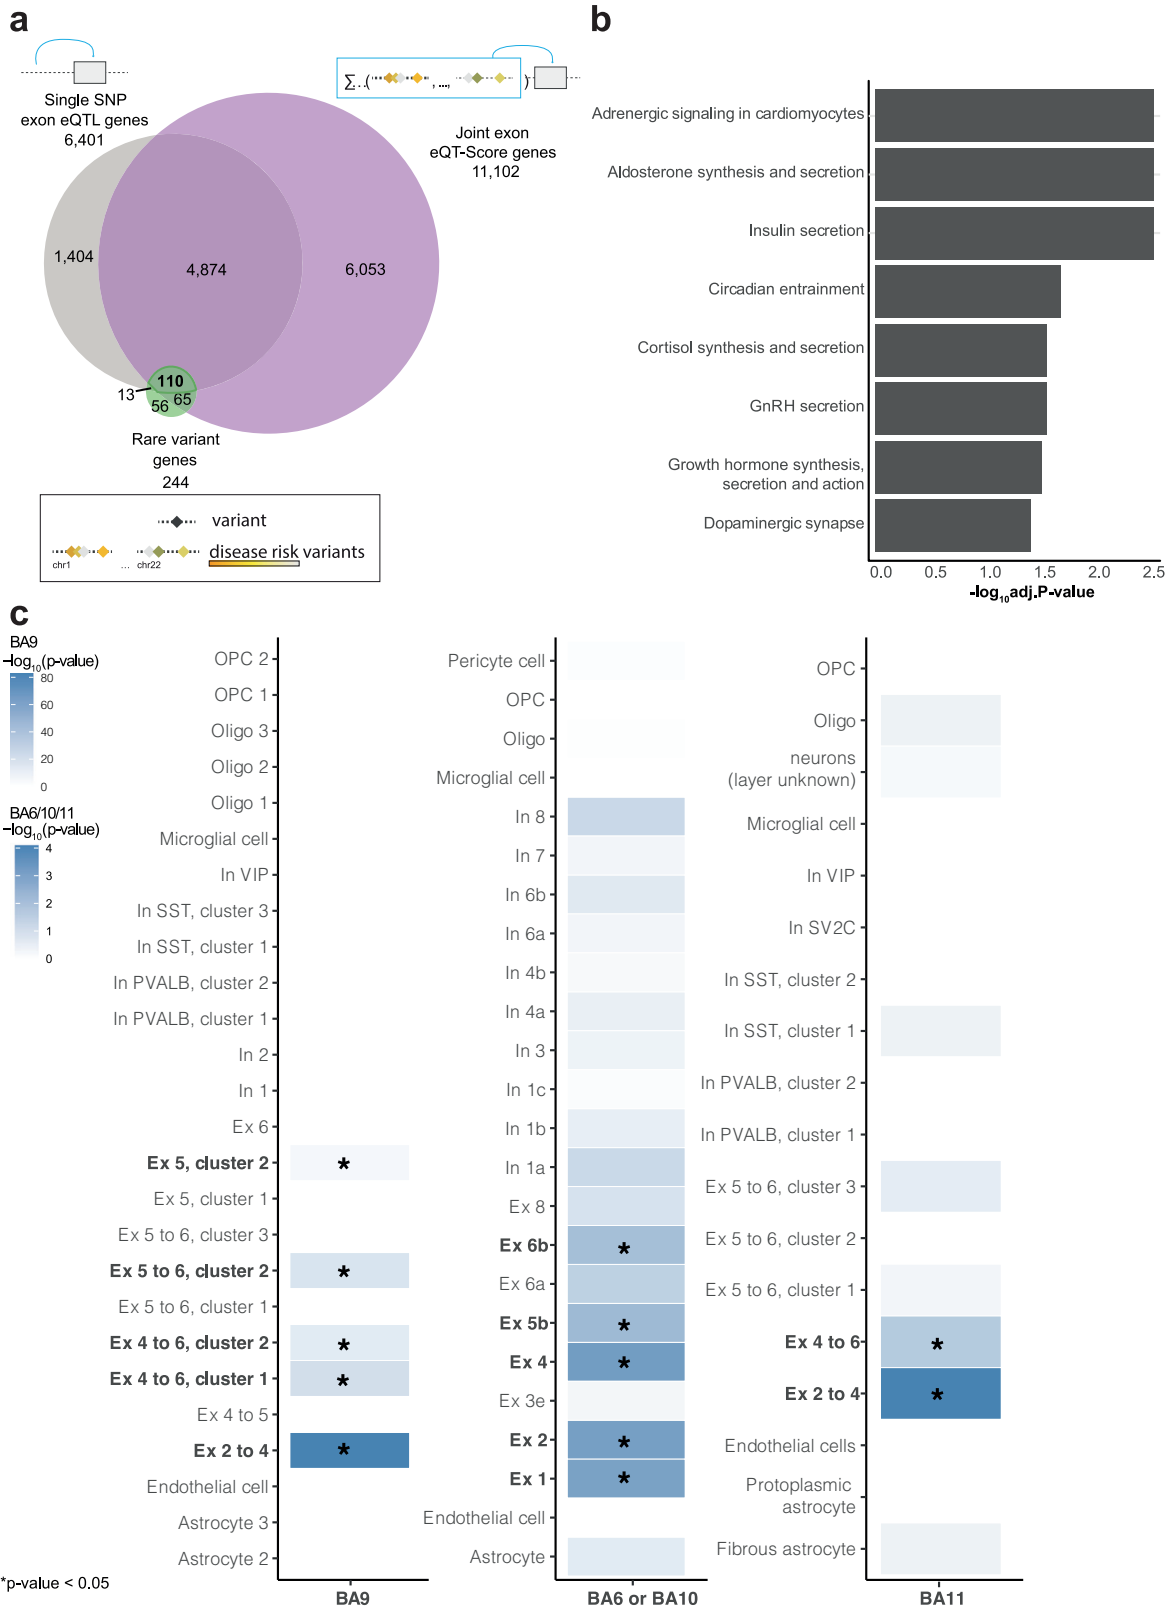 a
Single SNP
exon eQTL genes
6,401
∑..( , ..., )
Joint exon
eQT-Score genes
11,102
1,404
4,874
6,053
110
13
56
65
Rare variant
genes
244
variant
disease risk variants
chr1
...
chr22
b
Adrenergic signaling in cardiomyocytes
Aldosterone synthesis and secretion
Insulin secretion
Circadian entrainment
Cortisol synthesis and secretion
GnRH secretion
Growth hormone synthesis,
secretion and action
Dopaminergic synapse
0.0 0.5 1.0 1.5 2.0 2.5
-log₁₀adj.P-value
c
BA9
−log₁₀(p-value)
80
60
40
20
0
BA6/10/11
−log₁₀(p-value)
4
3
2
1
0
OPC 2
OPC 1
Oligo 3
Oligo 2
Oligo 1
Microglial cell
In VIP
In SST, cluster 3
In SST, cluster 1
In PVALB, cluster 2
In PVALB, cluster 1
In 2
In 1
Ex 6
Ex 5, cluster 2 *
Ex 5, cluster 1
Ex 5 to 6, cluster 3
Ex 5 to 6, cluster 2 *
Ex 5 to 6, cluster 1
Ex 4 to 6, cluster 2 *
Ex 4 to 6, cluster 1 *
Ex 4 to 5
Ex 2 to 4 *
Endothelial cell
Astrocyte 3
Astrocyte 2
BA9
Pericyte cell
OPC
Oligo
Microglial cell
In 8
In 7
In 6b
In 6a
In 4b
In 4a
In 3
In 1c
In 1b
In 1a
Ex 8
Ex 6b *
Ex 6a
Ex 5b *
Ex 4 *
Ex 3e
Ex 2 *
Ex 1 *
Endothelial cell
Astrocyte
BA6 or BA10
OPC
Oligo
neurons
(layer unknown)
Microglial cell
In VIP
In SV2C
In SST, cluster 2
In SST, cluster 1
In PVALB, cluster 2
In PVALB, cluster 1
Ex 5 to 6, cluster 3
Ex 5 to 6, cluster 2
Ex 5 to 6, cluster 1
Ex 4 to 6 *
Ex 2 to 4 *
Endothelial cells
Protoplasmic
astrocyte
Fibrous astrocyte
BA11
*p-value < 0.05